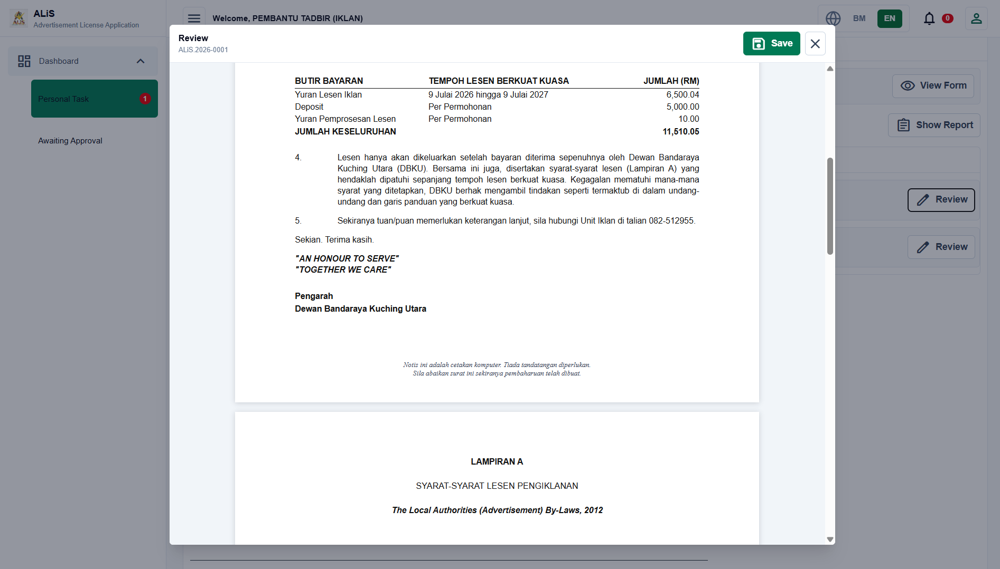 ALiS
Advertisement License Application
Welcome, PEMBANTU TADBIR (IKLAN)
BM
EN
0
Dashboard
Personal Task
1
Awaiting Approval
Review
ALiS.2026-0001
Save
View Form
Show Report
Review
Review
BUTIR BAYARAN TEMPOH LESEN BERKUAT KUASA JUMLAH (RM)
Yuran Lesen Iklan 9 Julai 2026 hingga 9 Julai 2027 6,500.04
Deposit Per Permohonan 5,000.00
Yuran Pemprosesan Lesen Per Permohonan 10.00
JUMLAH KESELURUHAN 11,510.05
4. Lesen hanya akan dikeluarkan setelah bayaran diterima sepenuhnya oleh Dewan Bandaraya
Kuching Utara (DBKU). Bersama ini juga, disertakan syarat-syarat lesen (Lampiran A) yang
hendaklah dipatuhi sepanjang tempoh lesen berkuat kuasa. Kegagalan mematuhi mana-mana
syarat yang ditetapkan, DBKU berhak mengambil tindakan seperti termaktub di dalam undang-
undang dan garis panduan yang berkuat kuasa.
5. Sekiranya tuan/puan memerlukan keterangan lanjut, sila hubungi Unit Iklan di talian 082-512955.
Sekian. Terima kasih.
"AN HONOUR TO SERVE"
"TOGETHER WE CARE"
Pengarah
Dewan Bandaraya Kuching Utara
Notis ini adalah cetakan komputer. Tiada tandatangan diperlukan.
Sila abaikan surat ini sekiranya pembaharuan telah dibuat.
LAMPIRAN A
SYARAT-SYARAT LESEN PENGIKLANAN
The Local Authorities (Advertisement) By-Laws, 2012